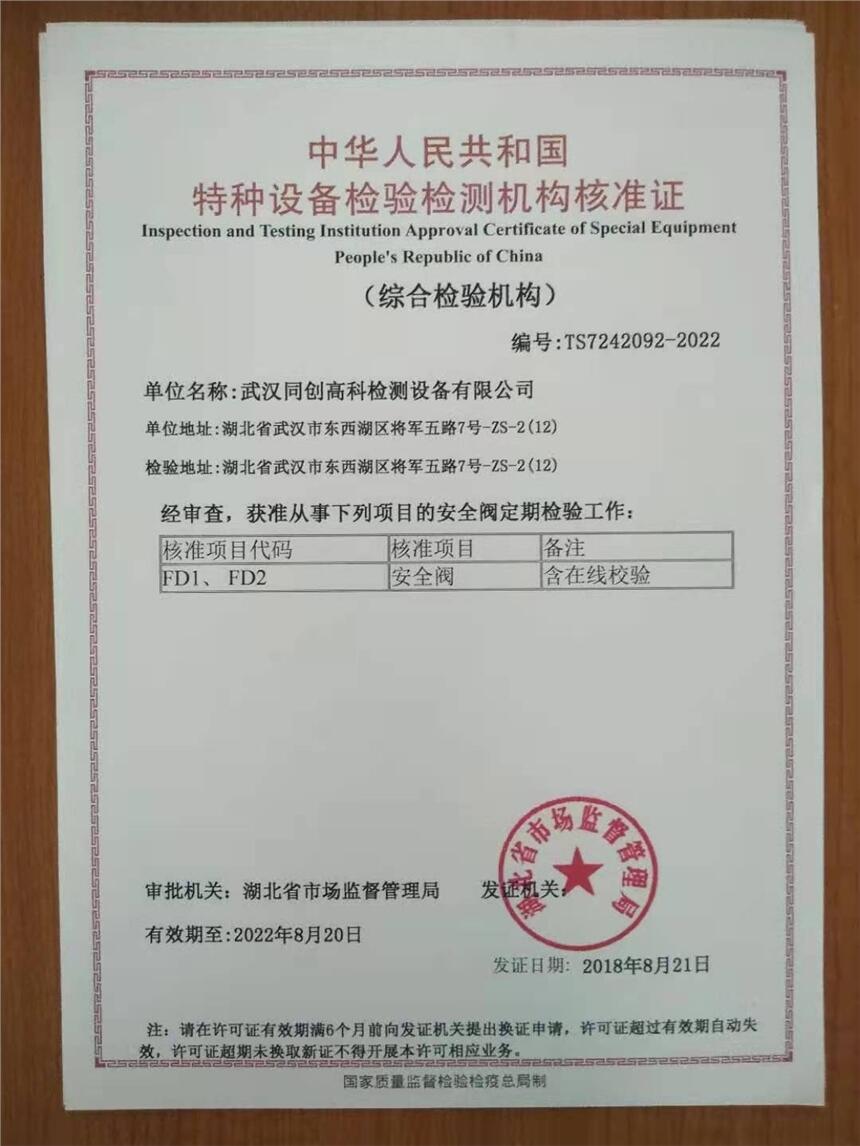 中华人民共和国
特种设备检验检测机构核准证
Inspection and Testing Institution Approval Certificate of Special Equipment
People's Republic of China
（综合检验机构）
编号:TS7242092-2022
单位名称:武汉同创高科检测设备有限公司
单位地址:湖北省武汉市东西湖区将军五路7号-ZS-2(12)
检验地址:湖北省武汉市东西湖区将军五路7号-ZS-2(12)
经审查，获准从事下列项目的安全阀定期检验工作:
核准项目代码 核准项目 备注
FD1、FD2 安全阀 含在线校验
湖北省市场监督管理局
审批机关: 湖北省市场监督管理局 发证机关:
有效期至:2022年8月20日
发证日期: 2018年8月21日
注: 请在许可证有效期满6个月前向发证机关提出换证申请，许可证超过有效期自动失
效，许可证超期未换取新证不得开展本许可相应业务。
国家质量监督检验检疫总局制